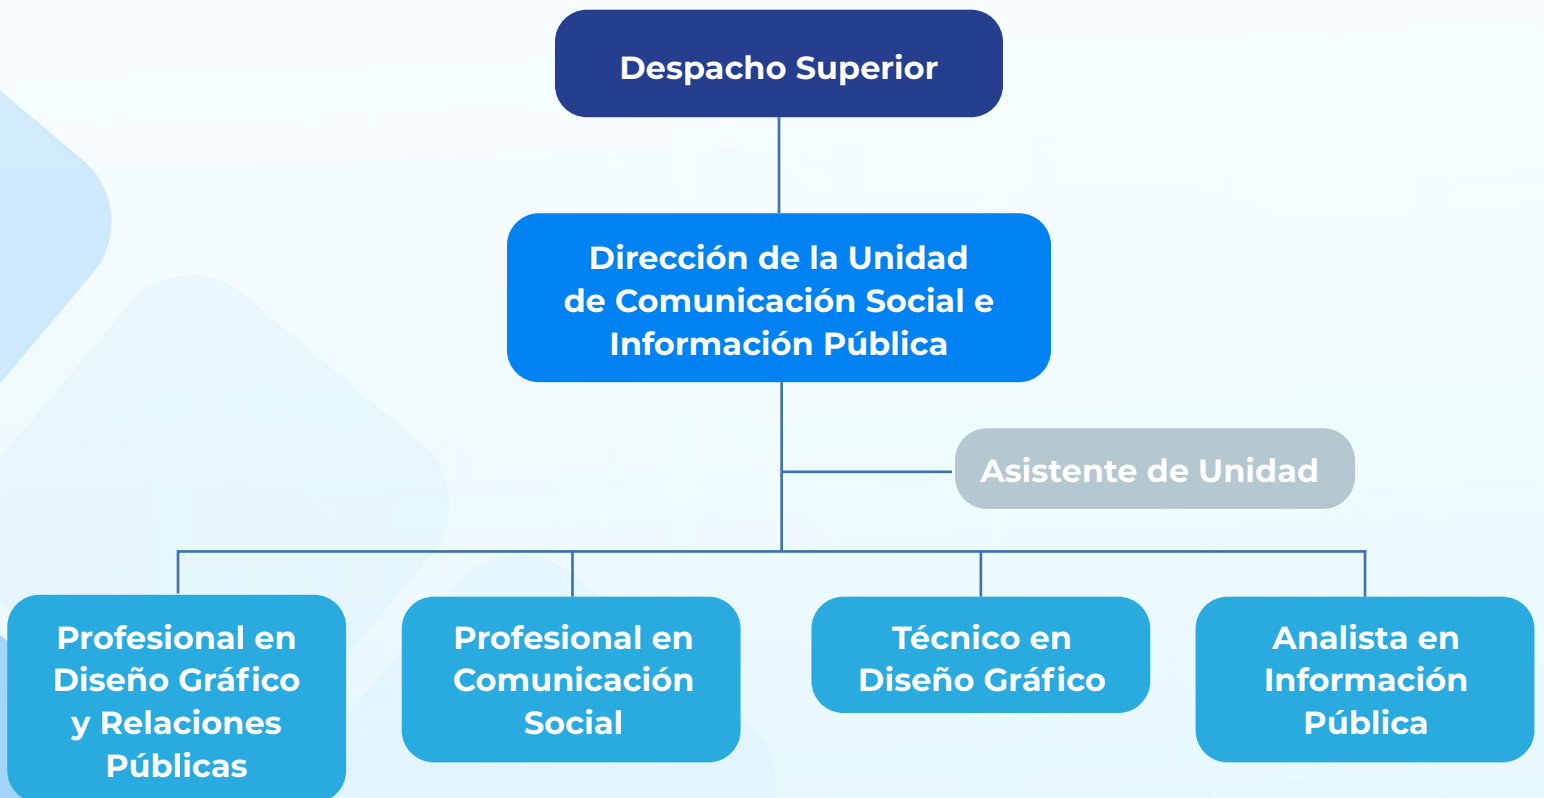 Despacho Superior
Dirección de la Unidad
de Comunicación Social e
Información Pública
Asistente de Unidad
Profesional en
Diseño Gráfico
y Relaciones
Públicas
Profesional en
Comunicación
Social
Técnico en
Diseño Gráfico
Analista en
Información
Pública